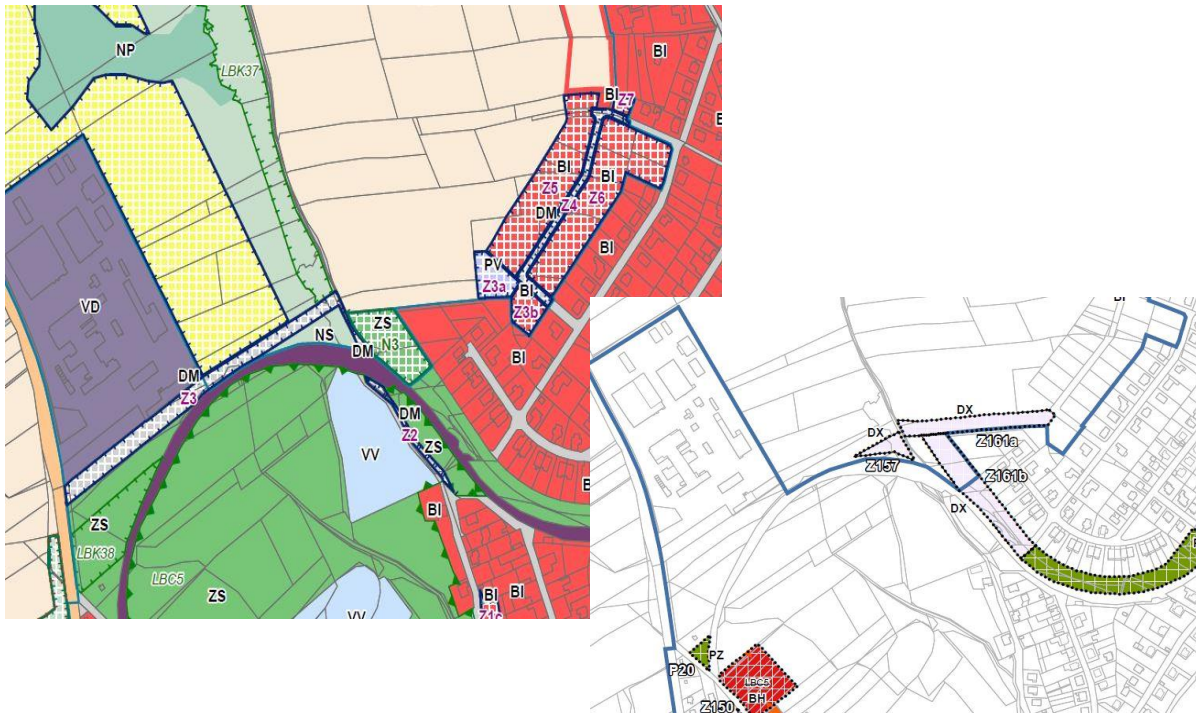 NP
LBK37
BI
BI
Z7
B
BI
BI
Z5
Z4
Z6
DM
BI
PV
Z3a
BI
Z3b
VD
ZS
N3
NS
DM
BI
DM
Z3
DM
Z2
ZS
VV
BI
B
ZS
LBK38
LBC5
ZS
VV
BI
BI
Z1c
DX
DX
Z161a
Z157
Z161b
DX
PZ
P20
LBC5
BH
Z150